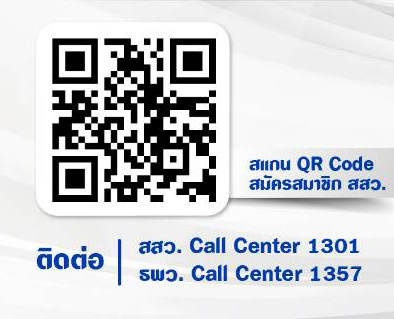 สแกน QR Code
สมัครสมาชิก สสว.
ติดต่อ
สสว. Call Center 1301
ธพว. Call Center 1357